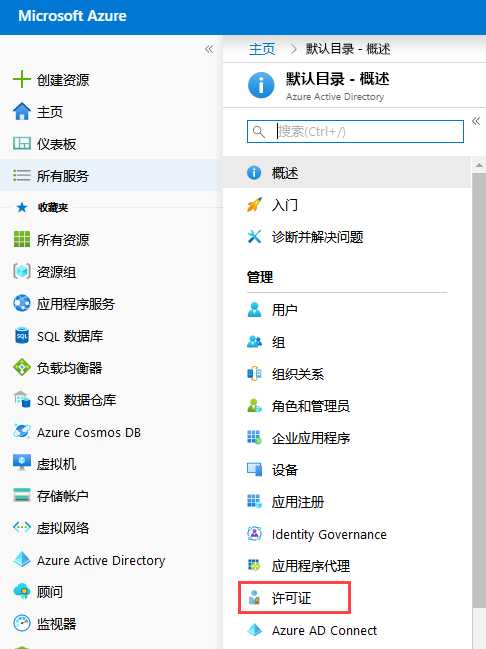 Microsoft Azure
«
创建资源
主页
仪表板
所有服务
收藏夹
所有资源
资源组
应用程序服务
SQL 数据库
负载均衡器
SQL 数据仓库
Azure Cosmos DB
虚拟机
存储帐户
虚拟网络
Azure Active Directory
顾问
监视器
主页 > 默认目录 - 概述
默认目录 - 概述
Azure Active Directory
搜索(Ctrl+/)
«
概述
入门
诊断并解决问题
管理
用户
组
组织关系
角色和管理员
企业应用程序
设备
应用注册
Identity Governance
应用程序代理
许可证
Azure AD Connect